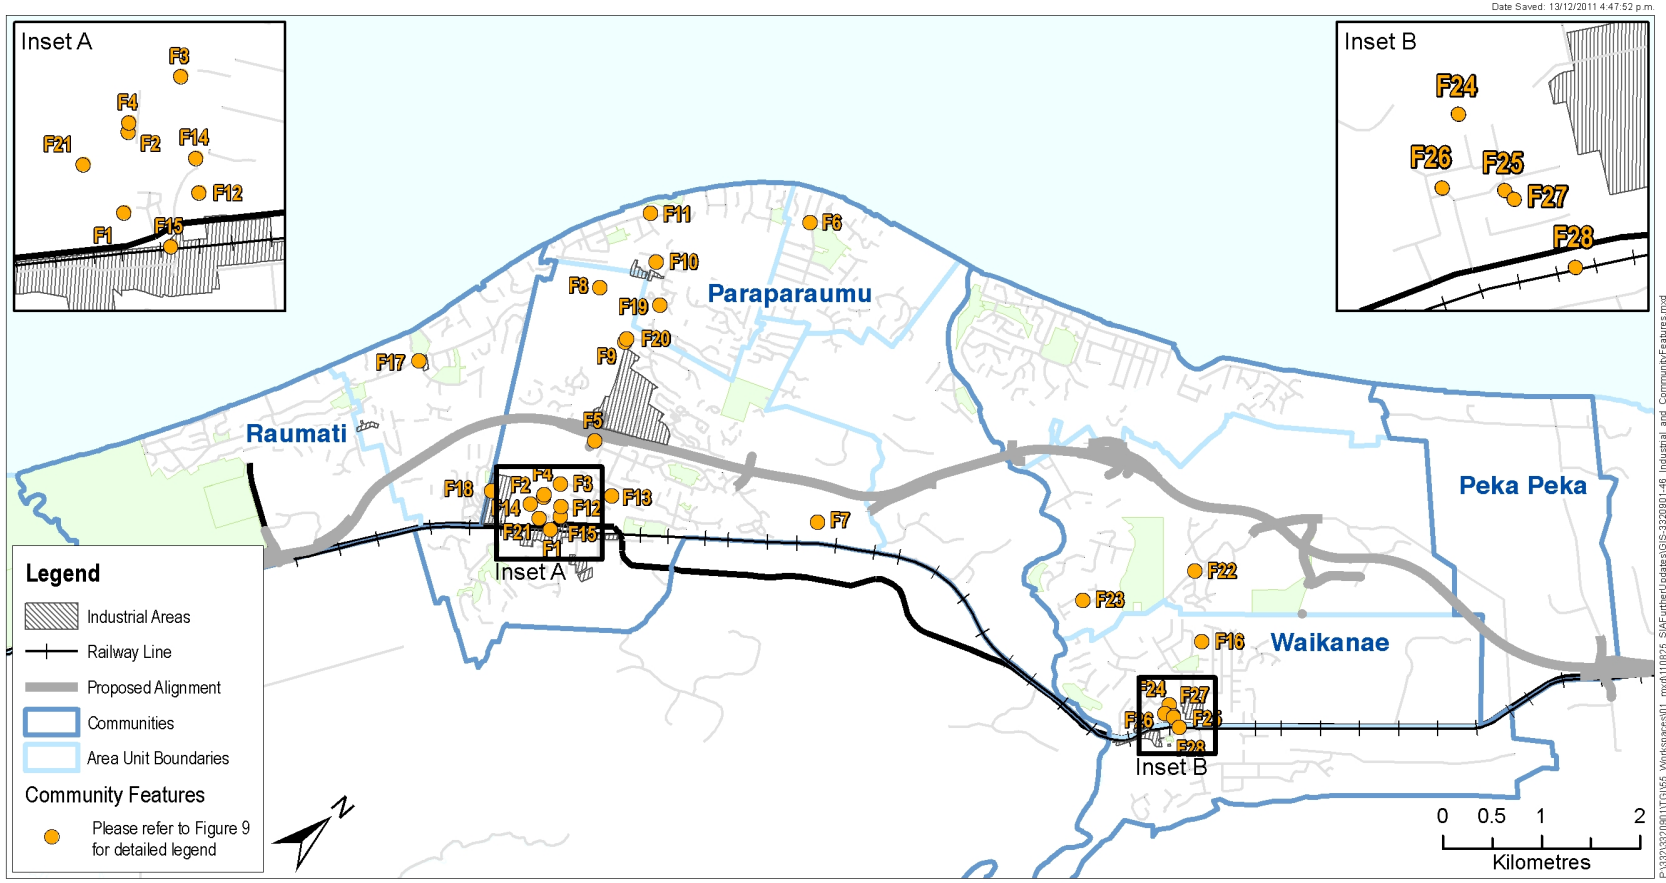 Date Saved: 13/12/2011 4:47:52 p.m.
Inset A
F3
F4
F2
F21
F14
F12
F1
F15
Inset B
F24
F26
F25
F27
F28
F11
F6
F10
F8
F19
Paraparaumu
F20
F9
F17
F5
Raumati
F18
F2
F4
F3
F14
F12
F13
F21
F15
F1
Inset A
F7
Peka Peka
F22
F23
F16
Waikanae
F24
F27
F26
F25
F28
Inset B
Legend
Industrial Areas
Railway Line
Proposed Alignment
Communities
Area Unit Boundaries
Community Features
Please refer to Figure 9
for detailed legend
N
0 0.5 1 2
Kilometres